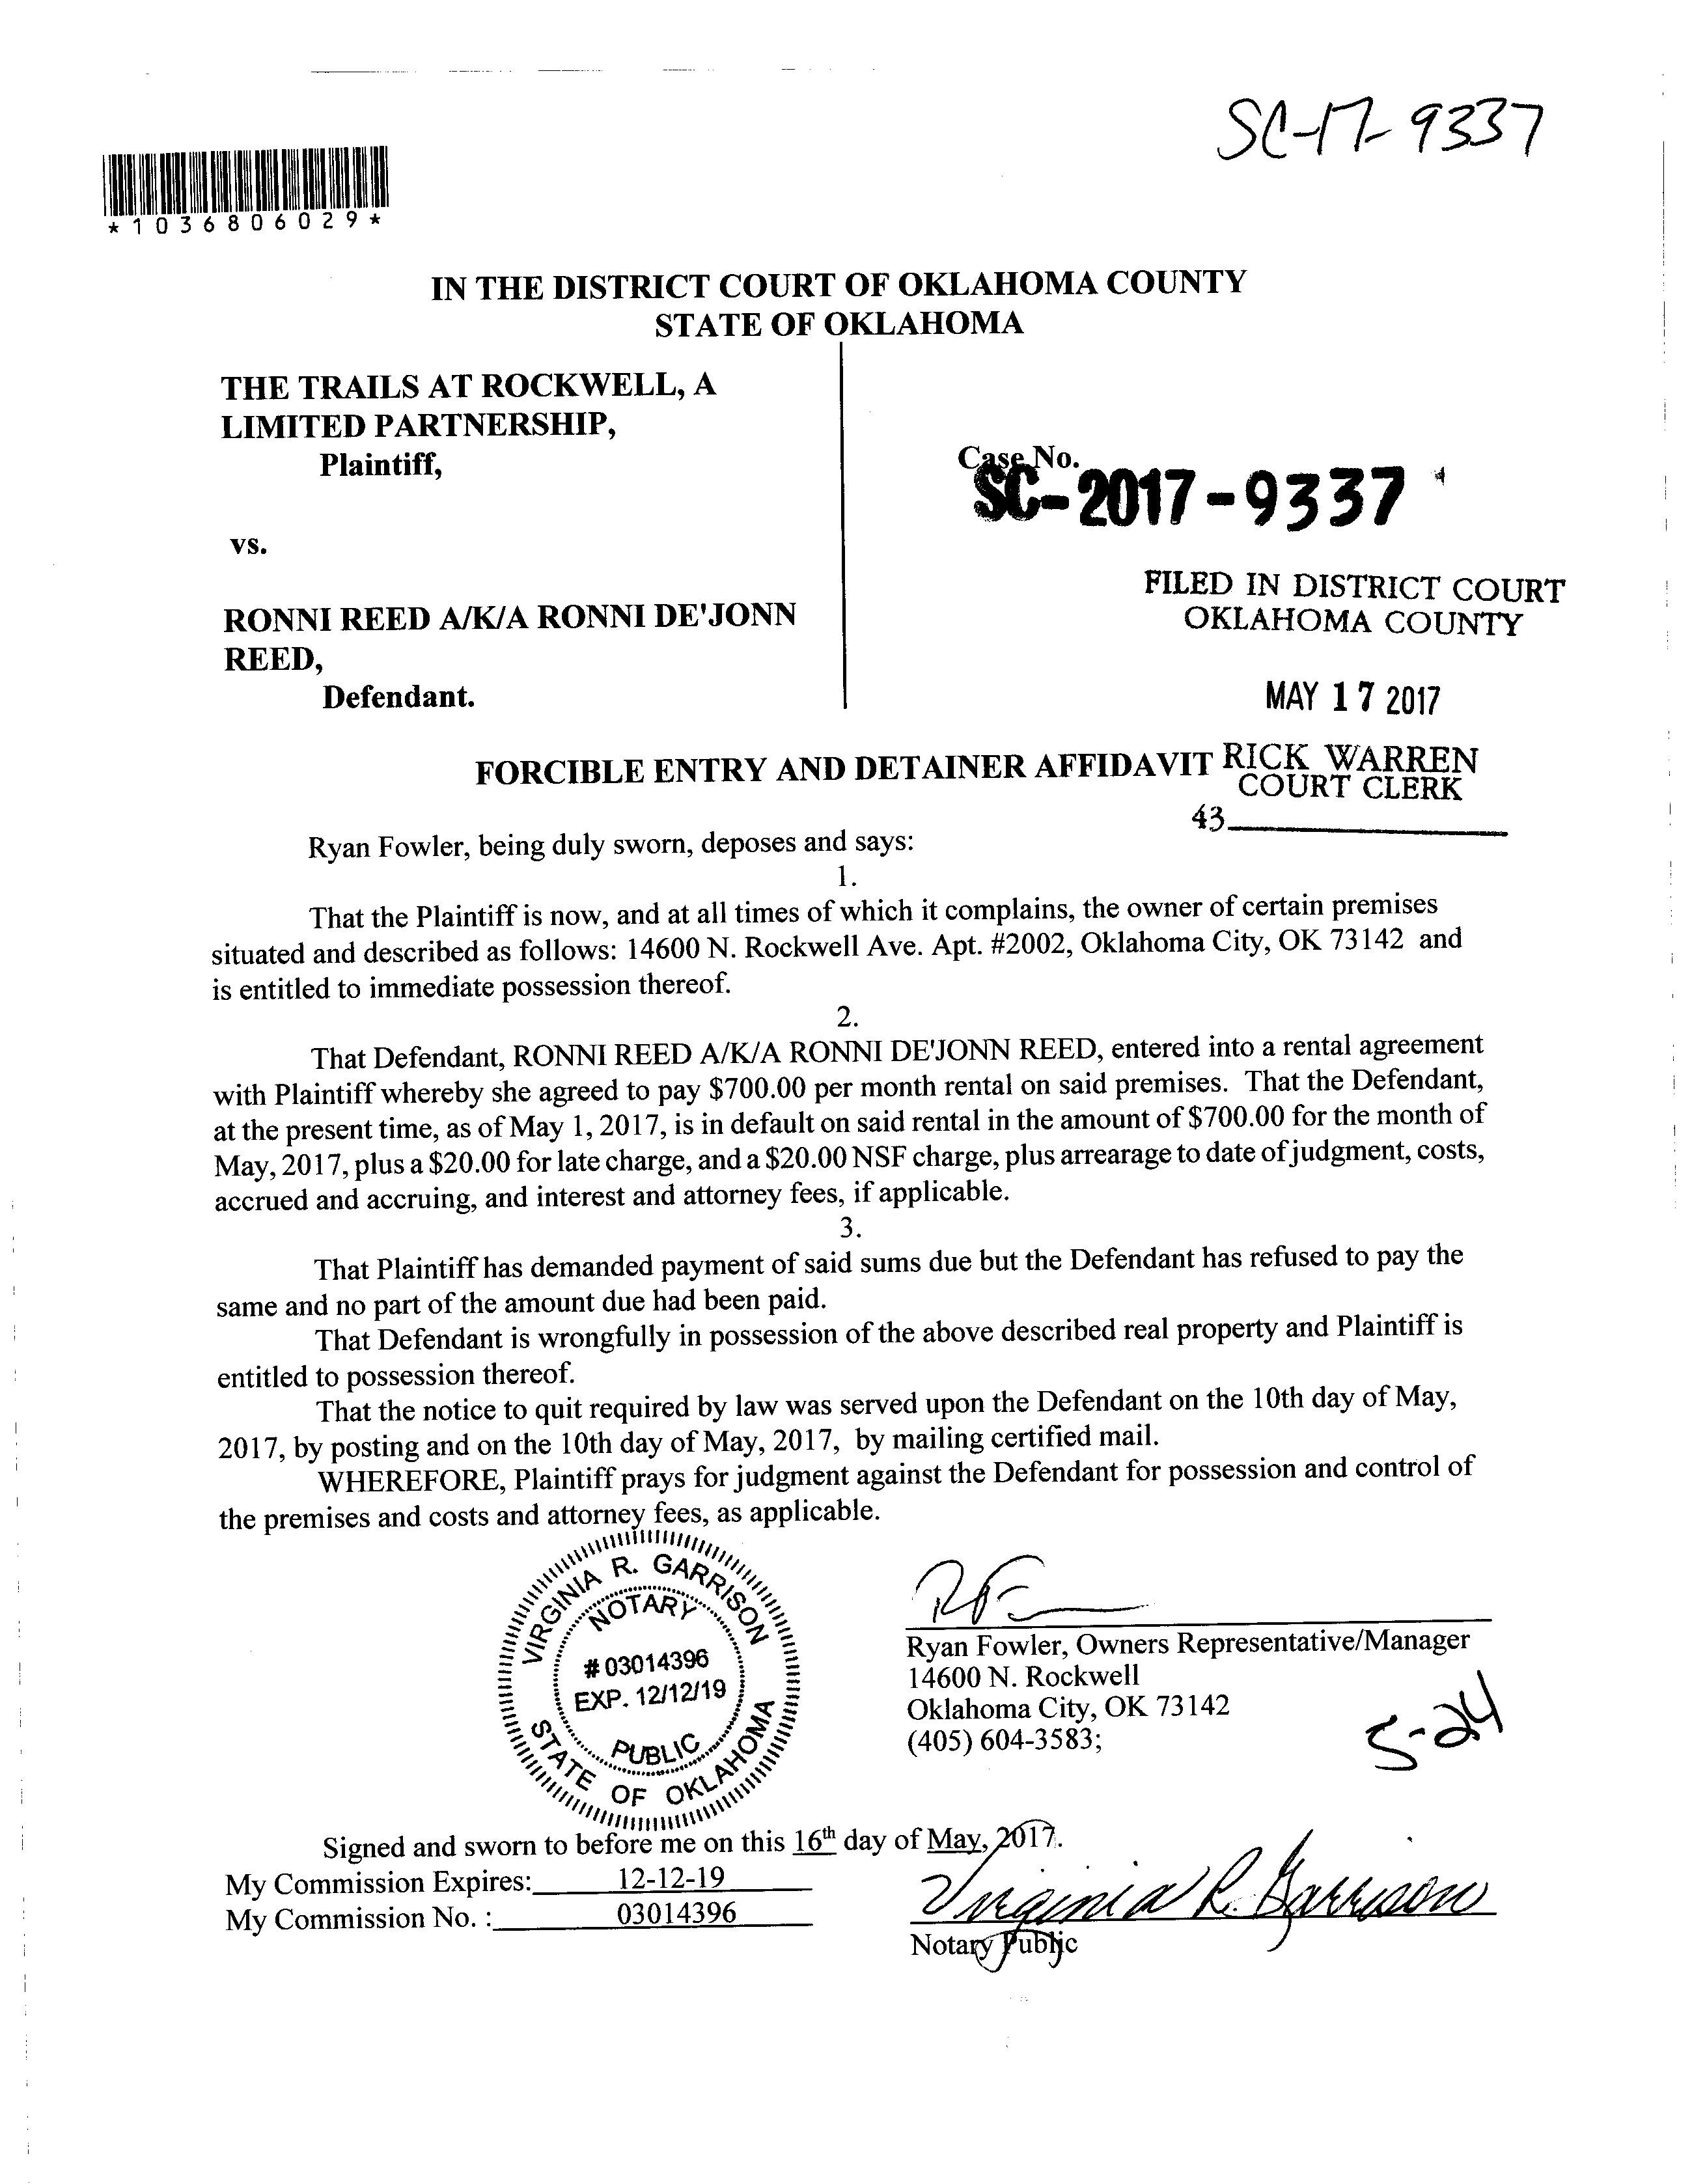 SC-17-9337
*1036806029*
IN THE DISTRICT COURT OF OKLAHOMA COUNTY
STATE OF OKLAHOMA
THE TRAILS AT ROCKWELL, A
LIMITED PARTNERSHIP,
Plaintiff,
vs.
RONNI REED A/K/A RONNI DE'JONN
REED,
Defendant.
Case No.
SC-2017-9337
FILED IN DISTRICT COURT
OKLAHOMA COUNTY
MAY 17 2017
RICK WARREN
COURT CLERK
43
FORCIBLE ENTRY AND DETAINER AFFIDAVIT
Ryan Fowler, being duly sworn, deposes and says:
1.
That the Plaintiff is now, and at all times of which it complains, the owner of certain premises
situated and described as follows: 14600 N. Rockwell Ave. Apt. #2002, Oklahoma City, OK 73142 and
is entitled to immediate possession thereof.
2.
That Defendant, RONNI REED A/K/A RONNI DE'JONN REED, entered into a rental agreement
with Plaintiff whereby she agreed to pay $700.00 per month rental on said premises. That the Defendant,
at the present time, as of May 1, 2017, is in default on said rental in the amount of $700.00 for the month of
May, 2017, plus a $20.00 for late charge, and a $20.00 NSF charge, plus arrearage to date of judgment, costs,
accrued and accruing, and interest and attorney fees, if applicable.
3.
That Plaintiff has demanded payment of said sums due but the Defendant has refused to pay the
same and no part of the amount due had been paid.
That Defendant is wrongfully in possession of the above described real property and Plaintiff is
entitled to possession thereof.
That the notice to quit required by law was served upon the Defendant on the 10th day of May,
2017, by posting and on the 10th day of May, 2017, by mailing certified mail.
WHEREFORE, Plaintiff prays for judgment against the Defendant for possession and control of
the premises and costs and attorney fees, as applicable.
VIRGINIA R. GARRISON
NOTARY
# 03014396
EXP. 12/12/19
PUBLIC
STATE OF OKLAHOMA
Ryan Fowler, Owners Representative/Manager
14600 N. Rockwell
Oklahoma City, OK 73142
(405) 604-3583;
5-24
Signed and sworn to before me on this 16th day of May, 2017.
My Commission Expires: 12-12-19
My Commission No. : 03014396
Virginia R. Garrison
Notary Public